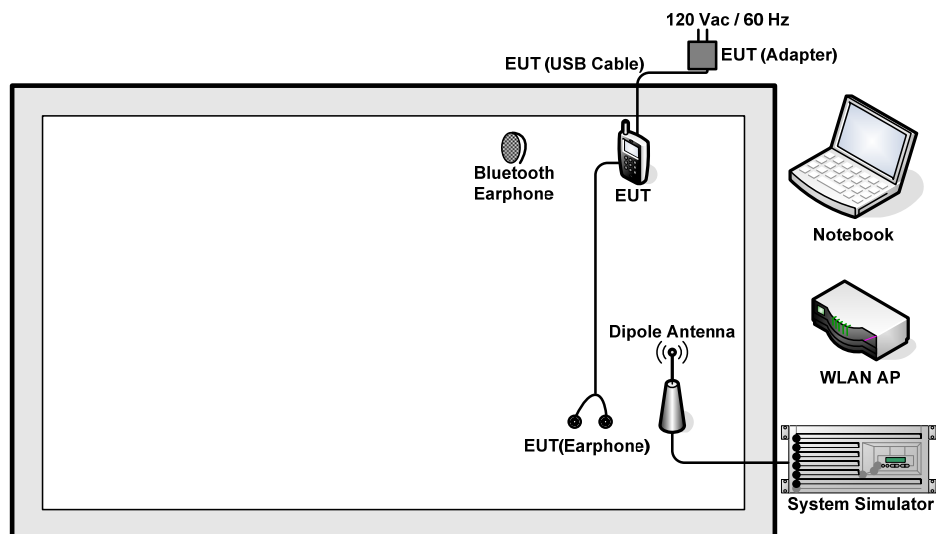 120 Vac / 60 Hz
EUT (Adapter)
EUT (USB Cable)
Bluetooth
Earphone
EUT
Notebook
Dipole Antenna
WLAN AP
EUT(Earphone)
System Simulator